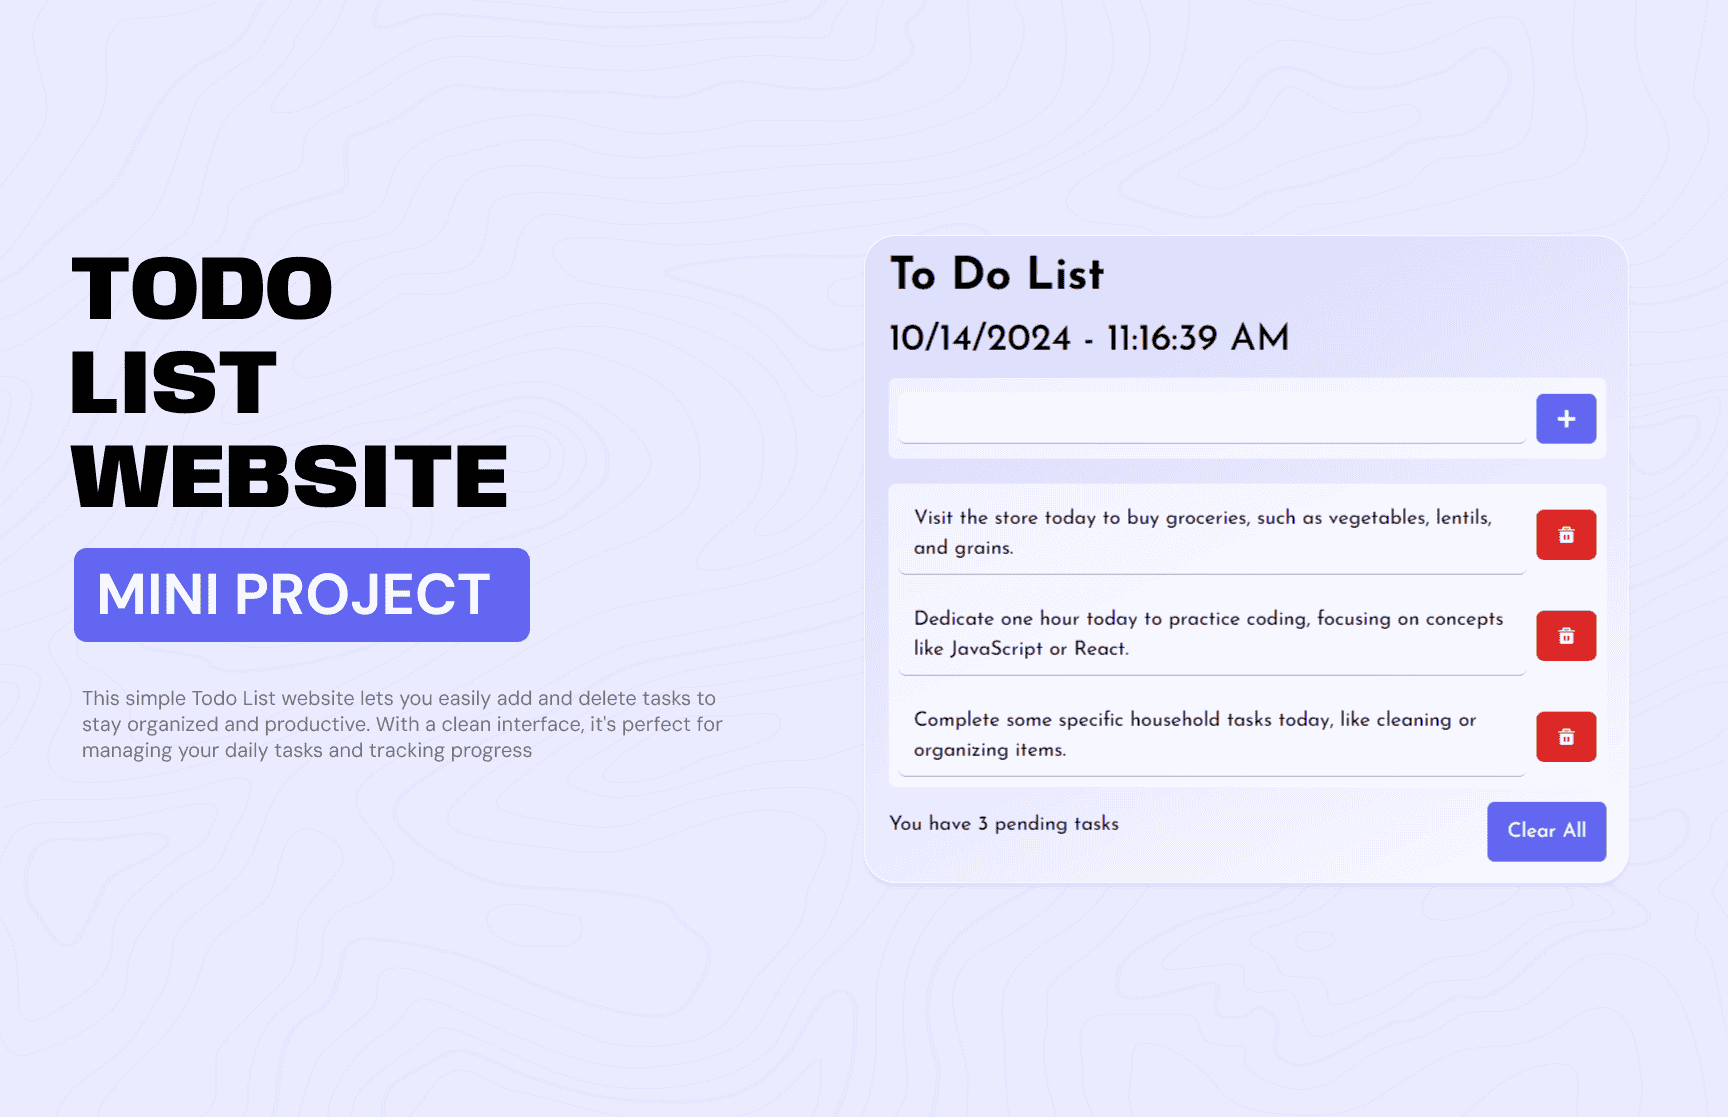 TODO
LIST
WEBSITE
MINI PROJECT
This simple Todo List website lets you easily add and delete tasks to
stay organized and productive. With a clean interface, it's perfect for
managing your daily tasks and tracking progress
To Do List
10/14/2024 - 11:16:39 AM
Visit the store today to buy groceries, such as vegetables, lentils,
and grains.
Dedicate one hour today to practice coding, focusing on concepts
like JavaScript or React.
Complete some specific household tasks today, like cleaning or
organizing items.
You have 3 pending tasks
Clear All